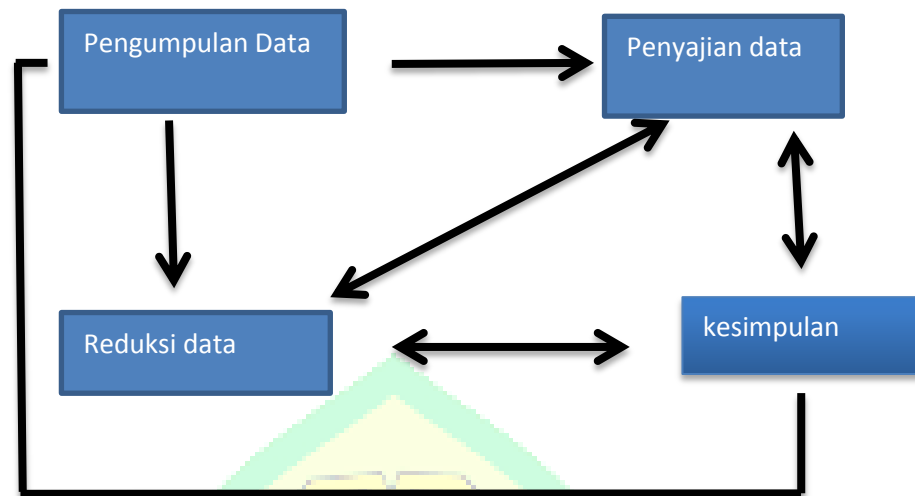 Pengumpulan Data
Penyajian data
Reduksi data
kesimpulan